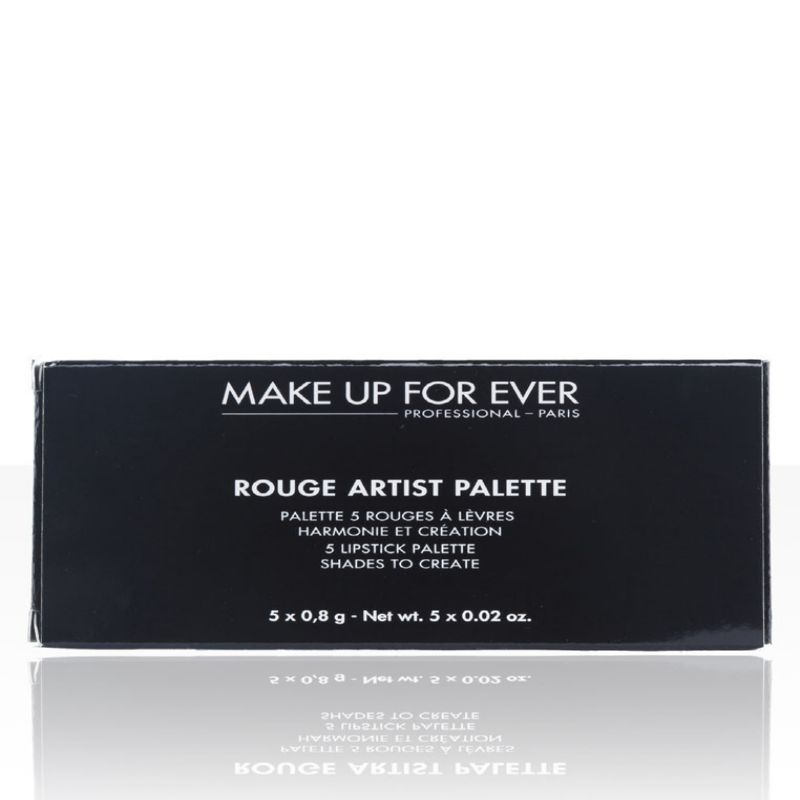 MAKE UP FOR EVER
PROFESSIONAL – PARIS
ROUGE ARTIST PALETTE
PALETTE 5 ROUGES À LÈVRES
HARMONIE ET CRÉATION
5 LIPSTICK PALETTE
SHADES TO CREATE
5 x 0,8 g - Net wt. 5 x 0.02 oz.